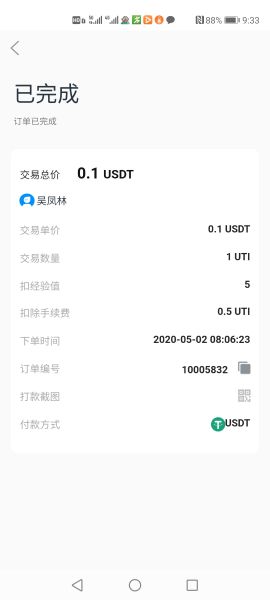 88% 9:33
已完成
订单已完成
交易总价 0.1 USDT
吴凤林
交易单价 0.1 USDT
交易数量 1 UTI
扣经验值 5
扣除手续费 0.5 UTI
下单时间 2020-05-02 08:06:23
订单编号 10005832
打款截图
付款方式 USDT